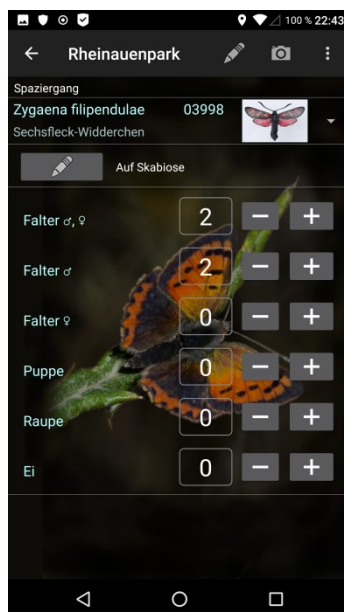 100 % 22:43
Rheinauenpark
Spaziergang
Zygaena filipendulae 03998
Sechsfleck-Widderchen
Auf Skabiose
Falter ♂, ♀ 2 − +
Falter ♂ 2 − +
Falter ♀ 0 − +
Puppe 0 − +
Raupe 0 − +
Ei 0 − +